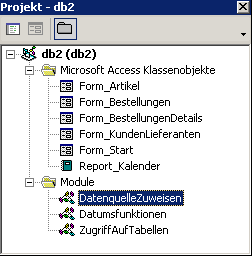 Projekt - db2
db2 (db2)
Microsoft Access Klassenobjekte
Form_Artikel
Form_Bestellungen
Form_BestellungenDetails
Form_KundenLieferanten
Form_Start
Report_Kalender
Module
DatenquelleZuweisen
Datumsfunktionen
ZugriffAufTabellen